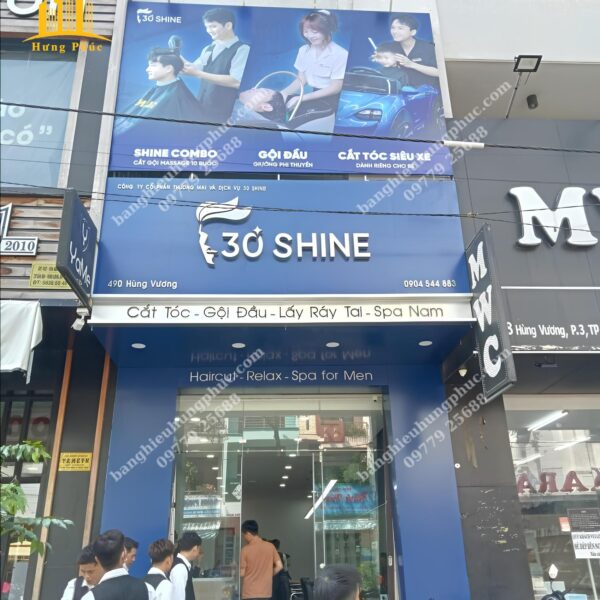 Hưng Phúc
30 SHINE
SHINE COMBO
CẮT GỘI MASSAGE 10 BƯỚC
GỘI ĐẦU
GIƯỜNG PHI THUYỀN
CẮT TÓC SIÊU XE
DÀNH RIÊNG CHO BÉ
banghieuhungphuc.com
09779 25688
CÔNG TY CỔ PHẦN THƯƠNG MẠI VÀ DỊCH VỤ 30 SHINE
30 SHINE
490 Hùng Vương
0904 544 883
Cắt Tóc - Gội Đầu - Lấy Ráy Tai - Spa Nam
Haircut - Relax - Spa for Men
có”
2010
YaMe
MWC
Hùng Vương, P.3, TP